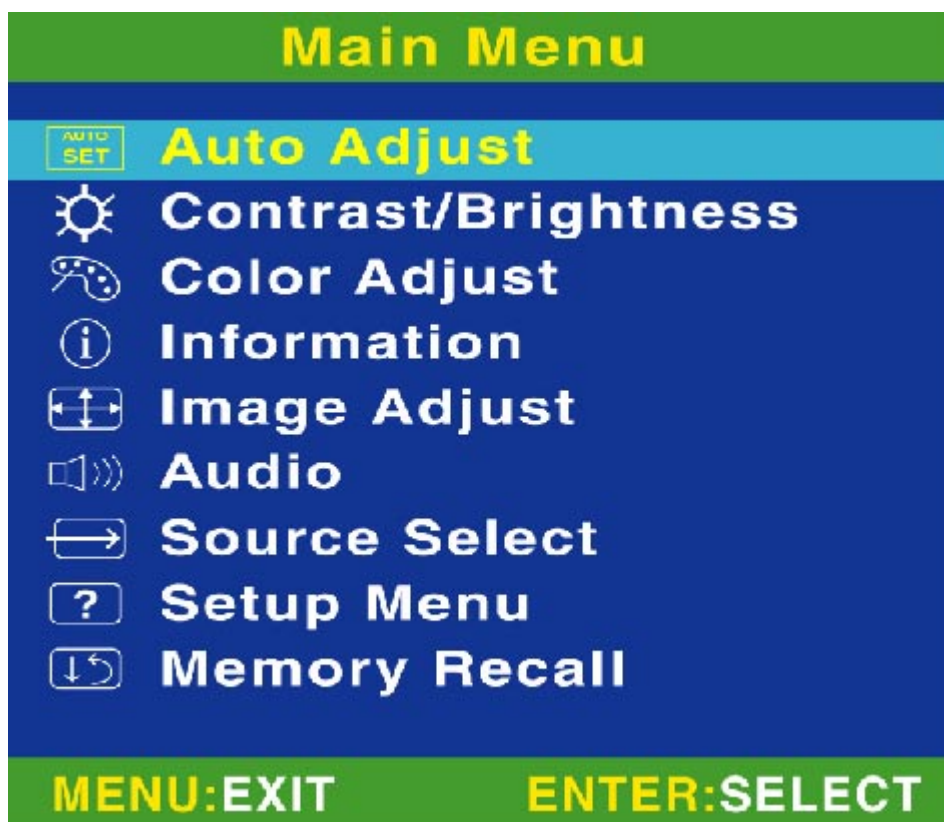 Main Menu
AUTO
SET
Auto Adjust
Contrast/Brightness
Color Adjust
i Information
Image Adjust
Audio
Source Select
? Setup Menu
Memory Recall
MENU:EXIT ENTER:SELECT